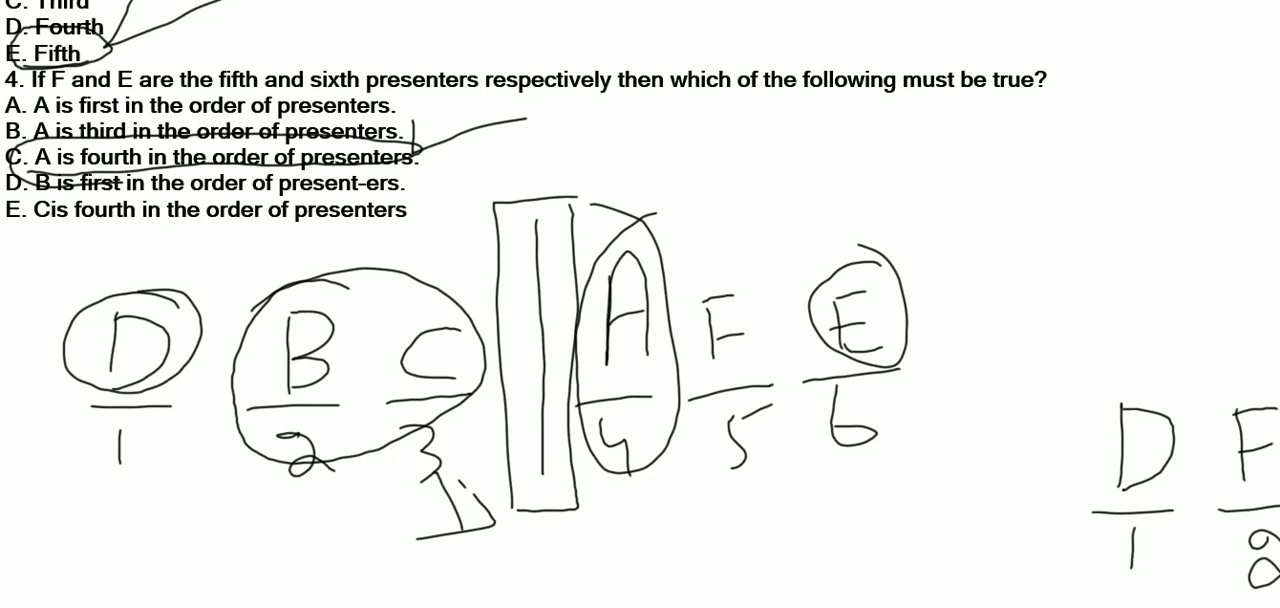 C. Third
D. Fourth
E. Fifth
4. If F and E are the fifth and sixth presenters respectively then which of the following must be true?
A. A is first in the order of presenters.
B. A is third in the order of presenters.
C. A is fourth in the order of presenters.
D. B is first in the order of present-ers.
E. Cis fourth in the order of presenters
D B C A F E
1 2 3 4 5 6
D F
1